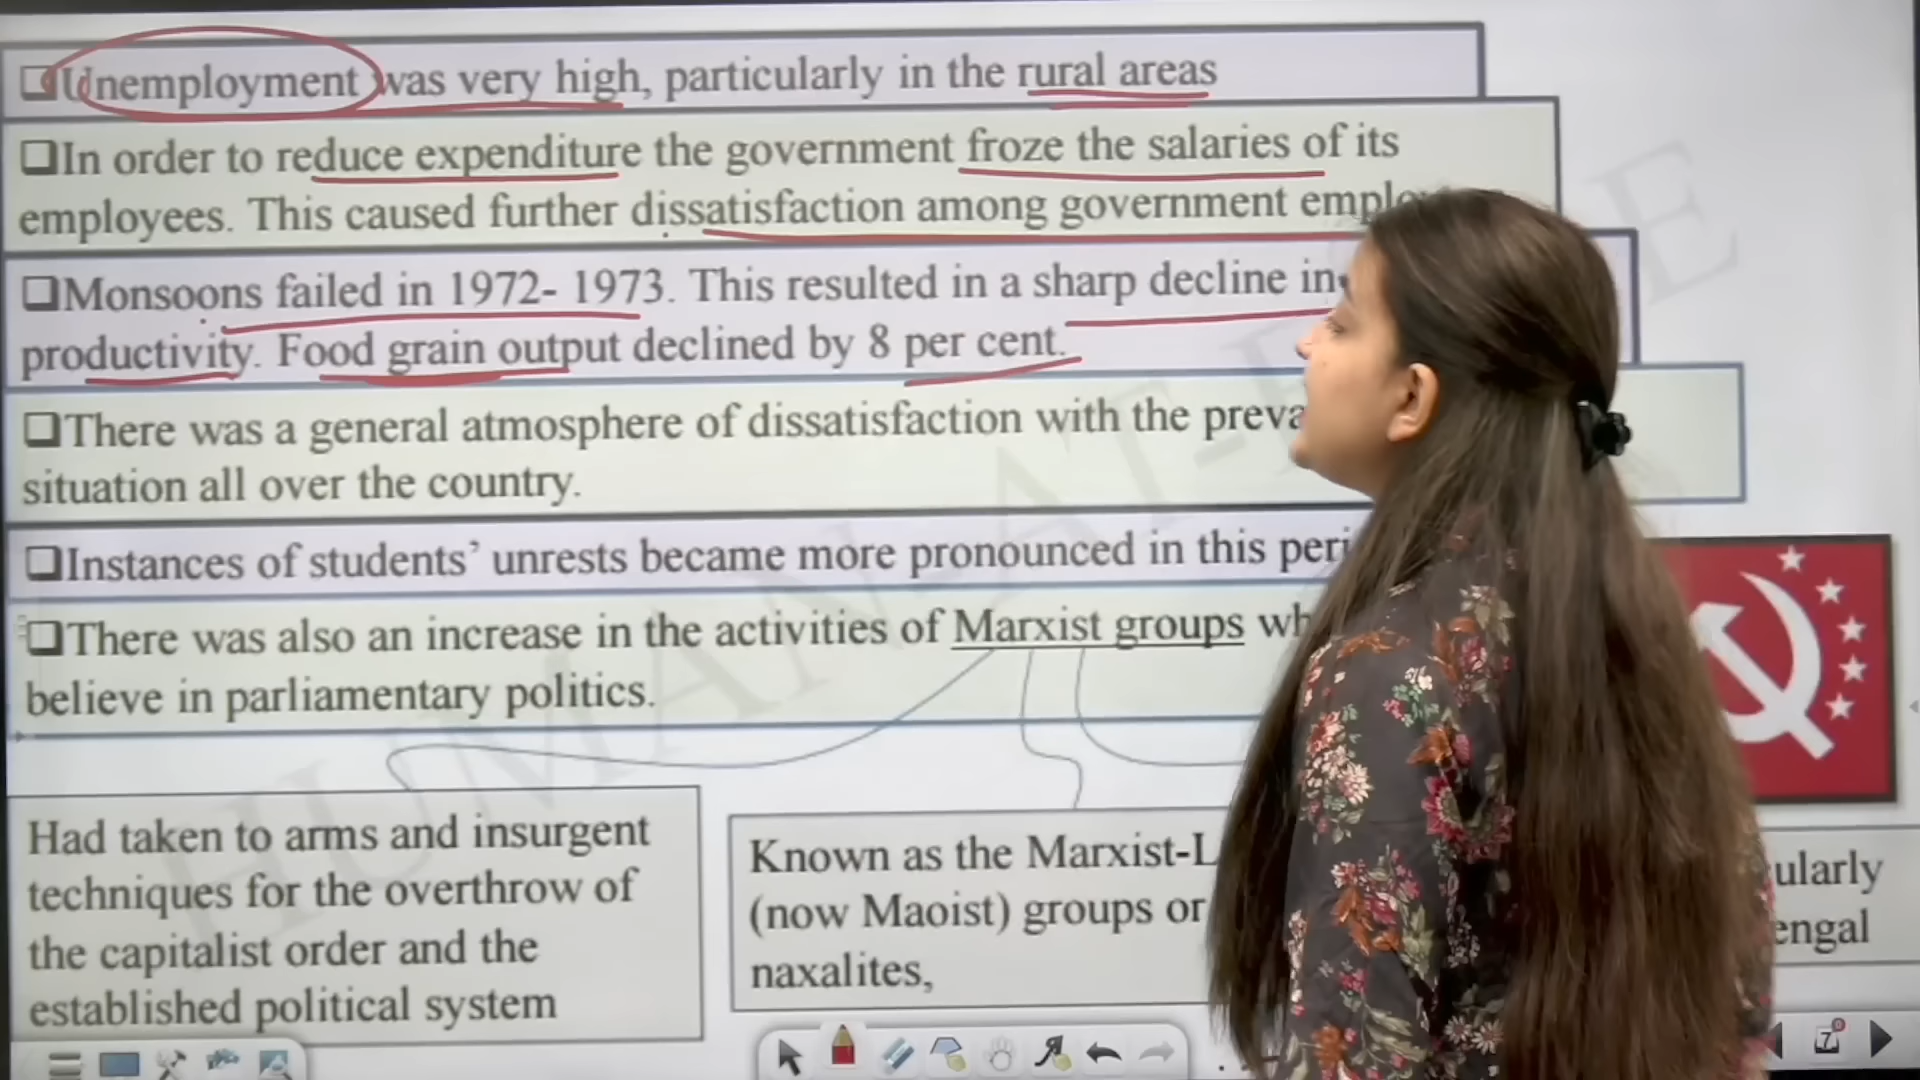 Unemployment was very high, particularly in the rural areas
In order to reduce expenditure the government froze the salaries of its
employees. This caused further dissatisfaction among government
Monsoons failed in 1972- 1973. This resulted in a sharp decline in
productivity. Food grain output declined by 8 per cent.
There was a general atmosphere of dissatisfaction with the
situation all over the country.
Instances of students’ unrests became more pronounced in this
There was also an increase in the activities of Marxist groups
believe in parliamentary politics.
Had taken to arms and insurgent
techniques for the overthrow of
the capitalist order and the
established political system
Known as the Marxist-L
(now Maoist) groups or
naxalites,
ularly
engal
7